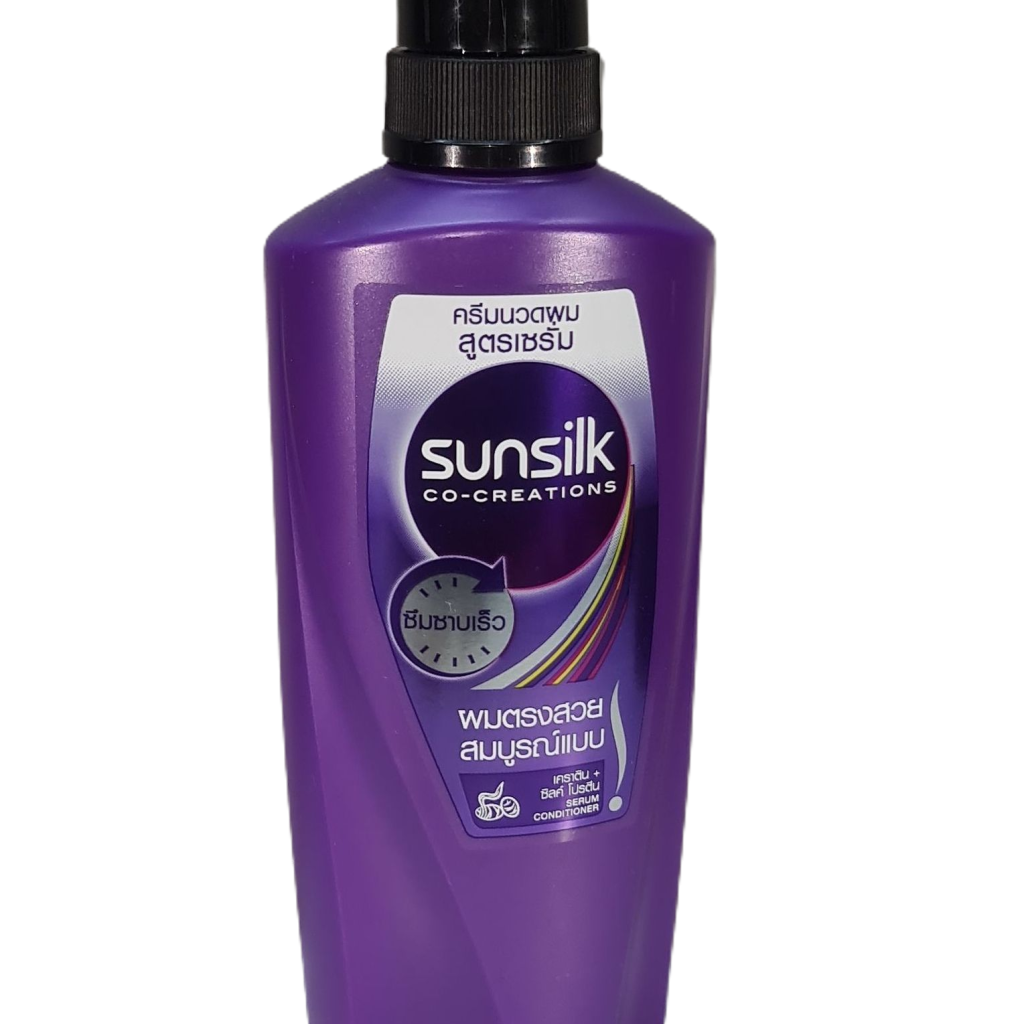 ครีมนวดผม
สูตรเซรั่ม
sunsilk
CO-CREATIONS
ซึมซาบเร็ว
ผมตรงสวย
สมบูรณ์แบบ
เคราติน +
ซิลค์ โปรตีน
SERUM
CONDITIONER